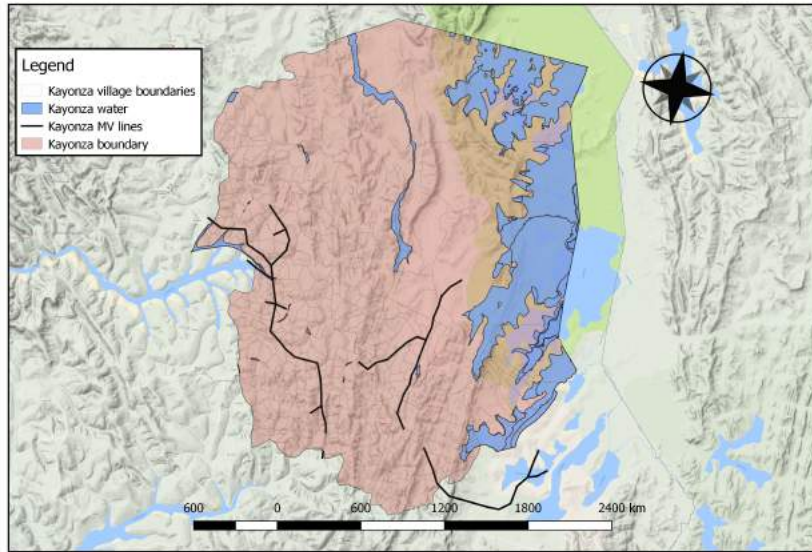 Legend
Kayonza village boundaries
Kayonza water
Kayonza MV lines
Kayonza boundary
600 0 600 1200 1800 2400 km